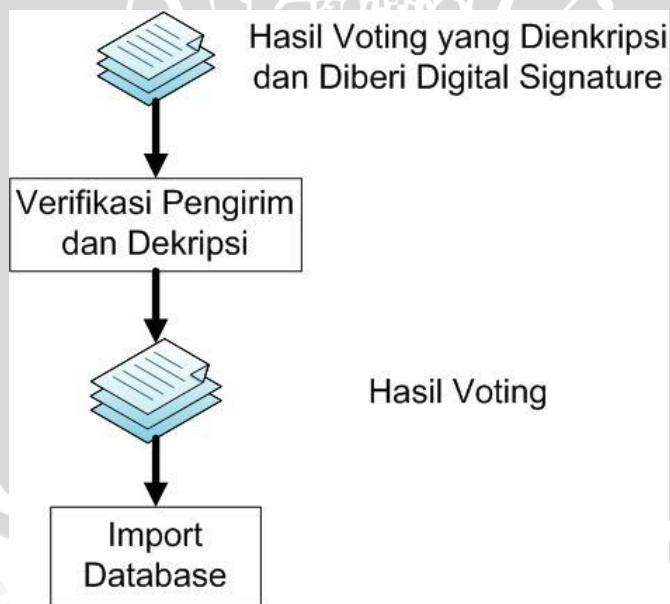 Hasil Voting yang Dienkripsi
dan Diberi Digital Signature
Verifikasi Pengirim
dan Dekripsi
Hasil Voting
Import
Database